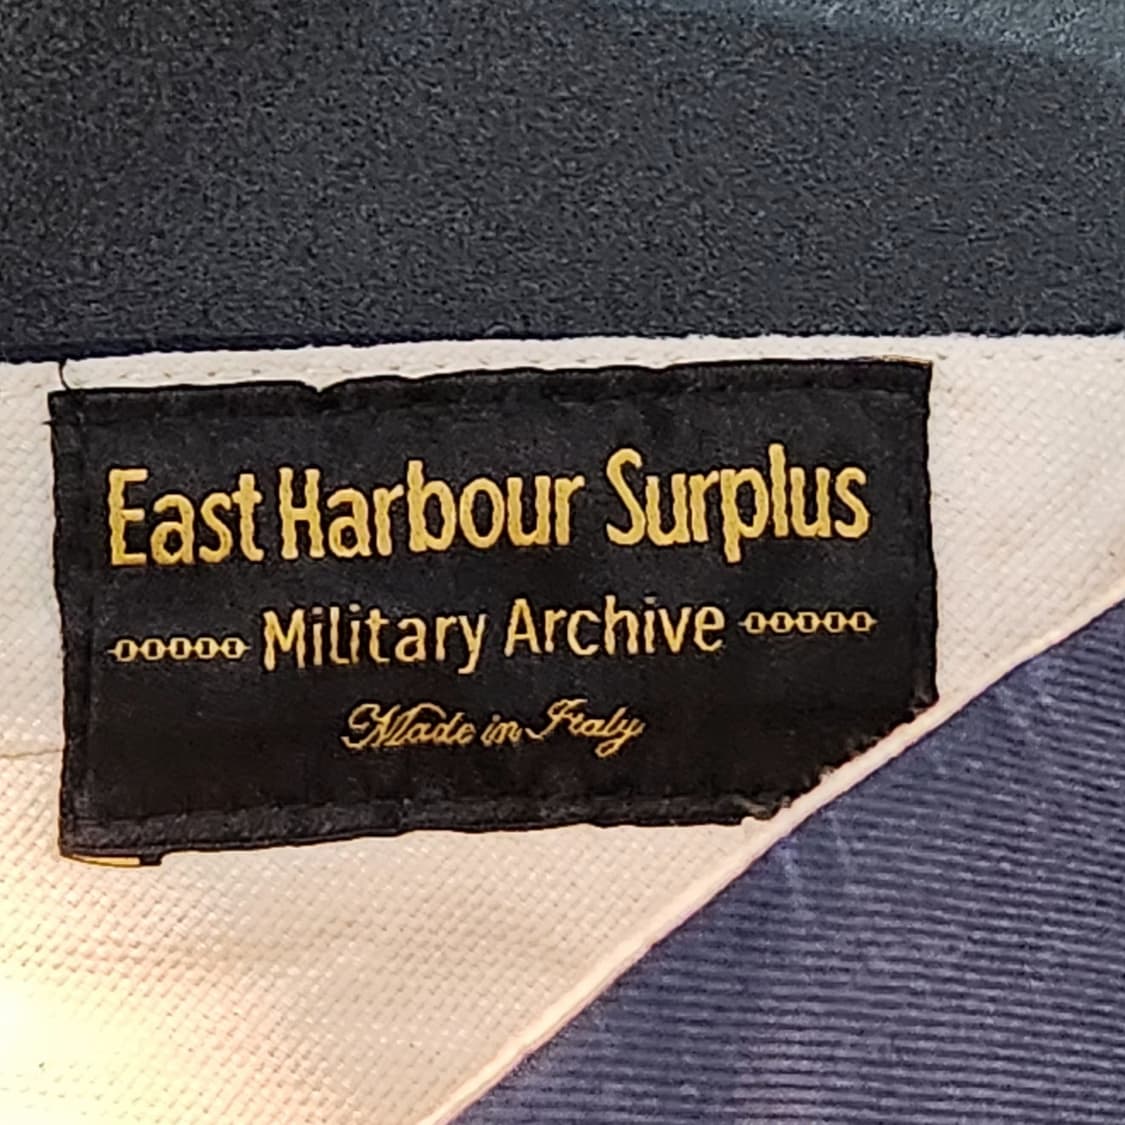 East Harbour Surplus
Military Archive
Made in Italy